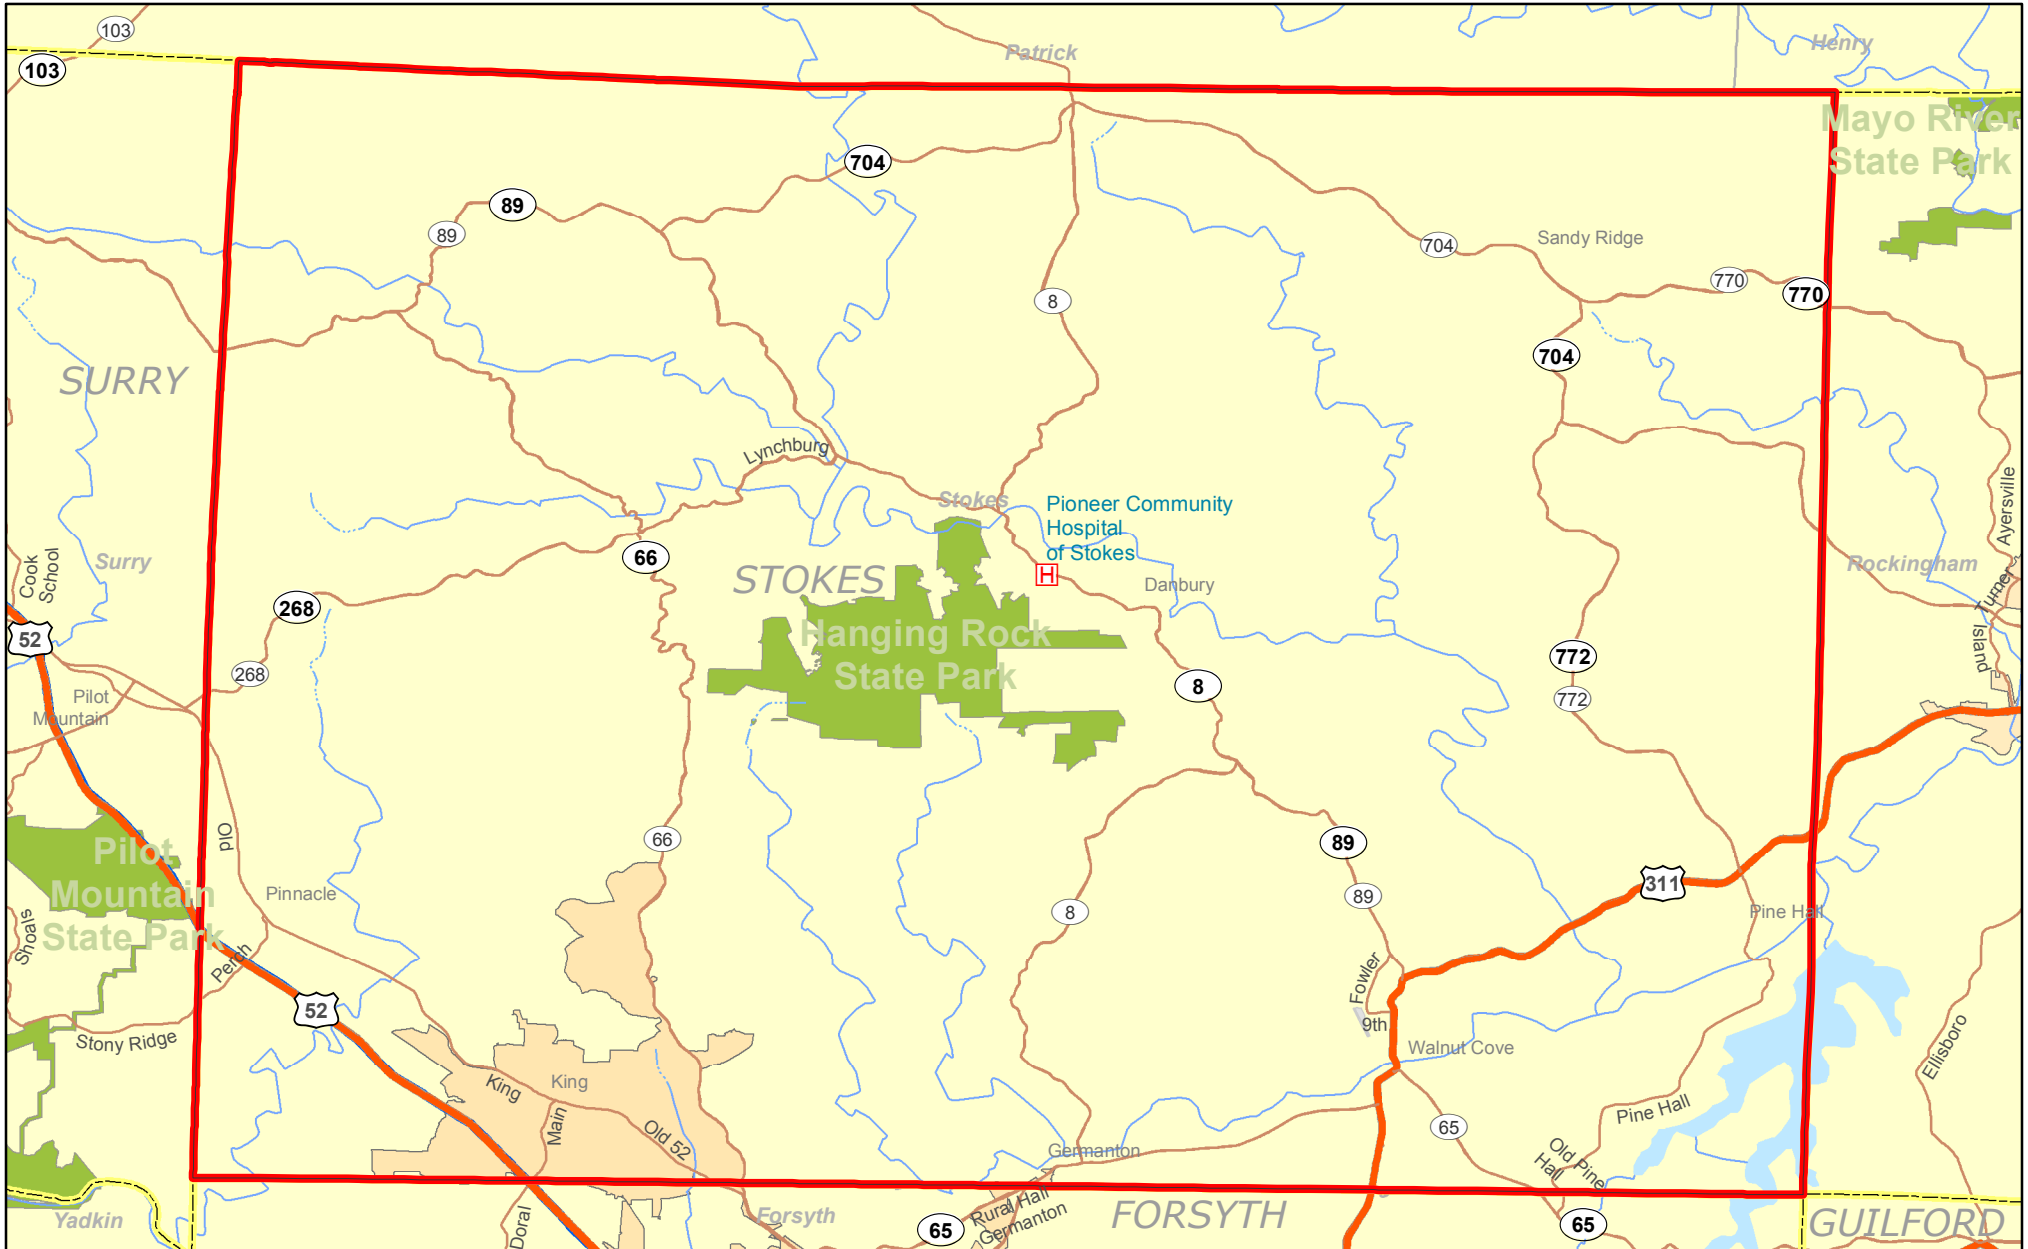 103
Patrick
Henry
103
Mayo River
State Park
704
89
89
704
Sandy Ridge
770
770
8
704
SURRY
Lynchburg
Stokes
Pioneer Community
Hospital
of Stokes
H
Ayersville
Cook
School
Surry
66
STOKES
Danbury
Rockingham
Turner
268
52
Hanging Rock
State Park
Island
268
772
8
772
Pilot
Mountain
Old
66
89
Pilot
Mountain
State Park
Pinnacle
311
89
8
Pine Hall
Shoals
Perch
Fowler
52
9th
Stony Ridge
Walnut Cove
Ellisboro
King
King
Main
Old 52
Pine Hall
65
Germanton
Old Pine
Hall
Yadkin
Doral
Forsyth
65
Rural Hall
Germanton
FORSYTH
65
GUILFORD